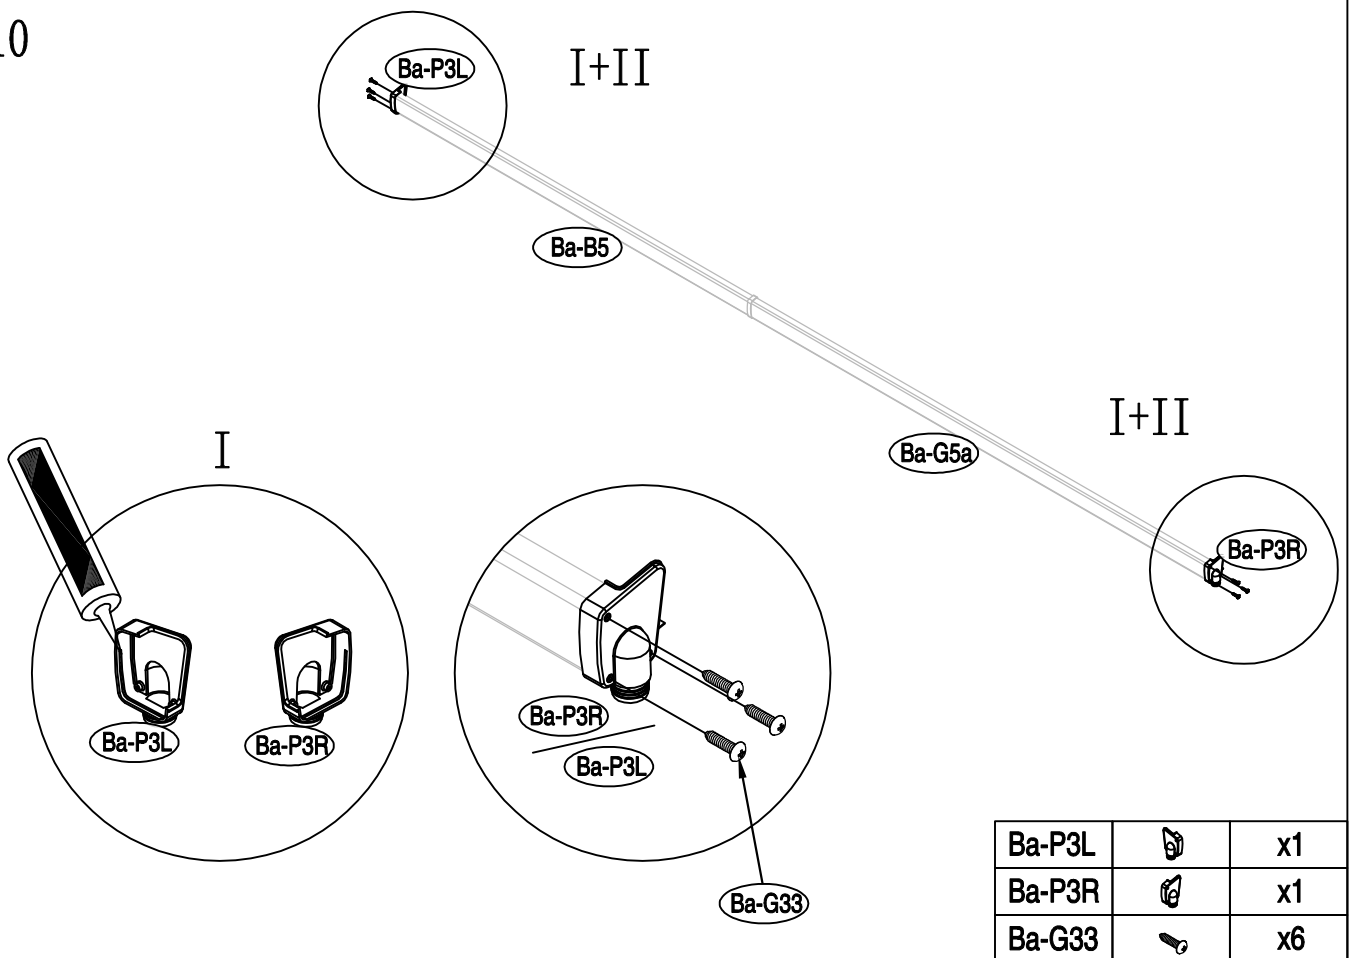 10
Ba-P3L
I+II
Ba-B5
I+II
Ba-G5a
Ba-P3R
I
Ba-P3L
Ba-P3R
Ba-P3R
Ba-P3L
Ba-G33
Ba-P3L x1
Ba-P3R x1
Ba-G33 x6